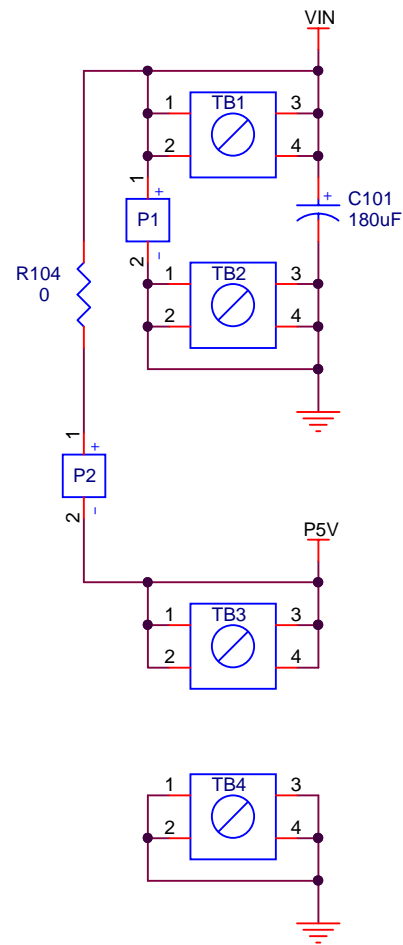 VIN
1 TB1 3
2 4
1 +
P1
2 −
C101
180uF
+
R104
0
1 TB2 3
2 4
1 +
P2
2 −
P5V
1 TB3 3
2 4
1 TB4 3
2 4